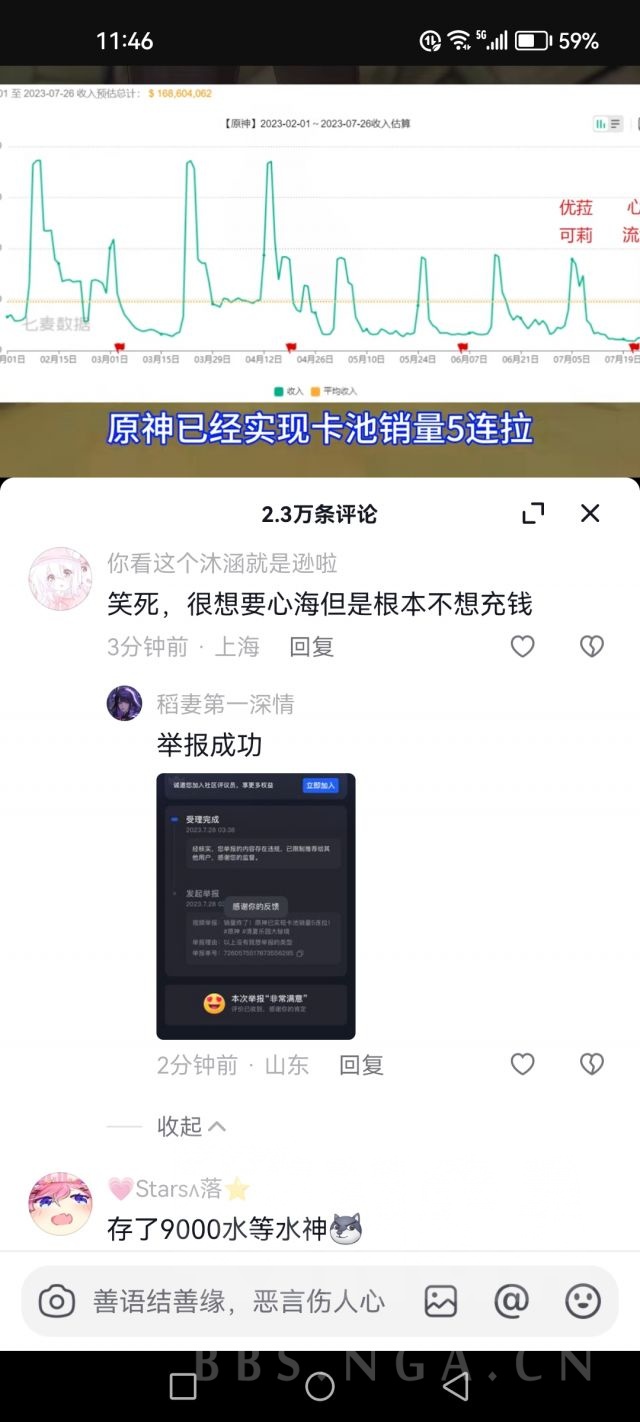 11:46
5G
59%
01 至 2023-07-26 收入预估总计： $ 168,604,062
【原神】2023-02-01～2023-07-26收入估算
优菈
心
可莉
流
七麦数据
月01日 02月15日 03月01日 03月15日 03月29日 04月12日 04月26日 05月10日 05月24日 06月07日 06月21日 07月05日 07月19日
收入 平均收入
原神已经实现卡池销量5连拉
2.3万条评论
你看这个沐涵就是逊啦
笑死，很想要心海但是根本不想充钱
3分钟前 · 上海 回复
稻妻第一深情
举报成功
诚邀您加入社区评议员，享更多权益
立即加入
受理完成
2023.7.28 03:38
经核实，您举报的内容存在违规，已限制推荐给其
他用户，感谢您的监督。
发起举报
2023.7.28 03
感谢你的反馈
视频举报：销量炸了！原神已实现卡池销量5连拉！
#原神 #清夏乐园大秘境
举报理由：以上没有我想举报的类型
本次举报“非常满意”
评价已收到，感谢你的肯定
2分钟前 · 山东 回复
收起
Stars∧落
存了9000水等水神
善语结善缘，恶言伤人心
BBS.NGA.CN